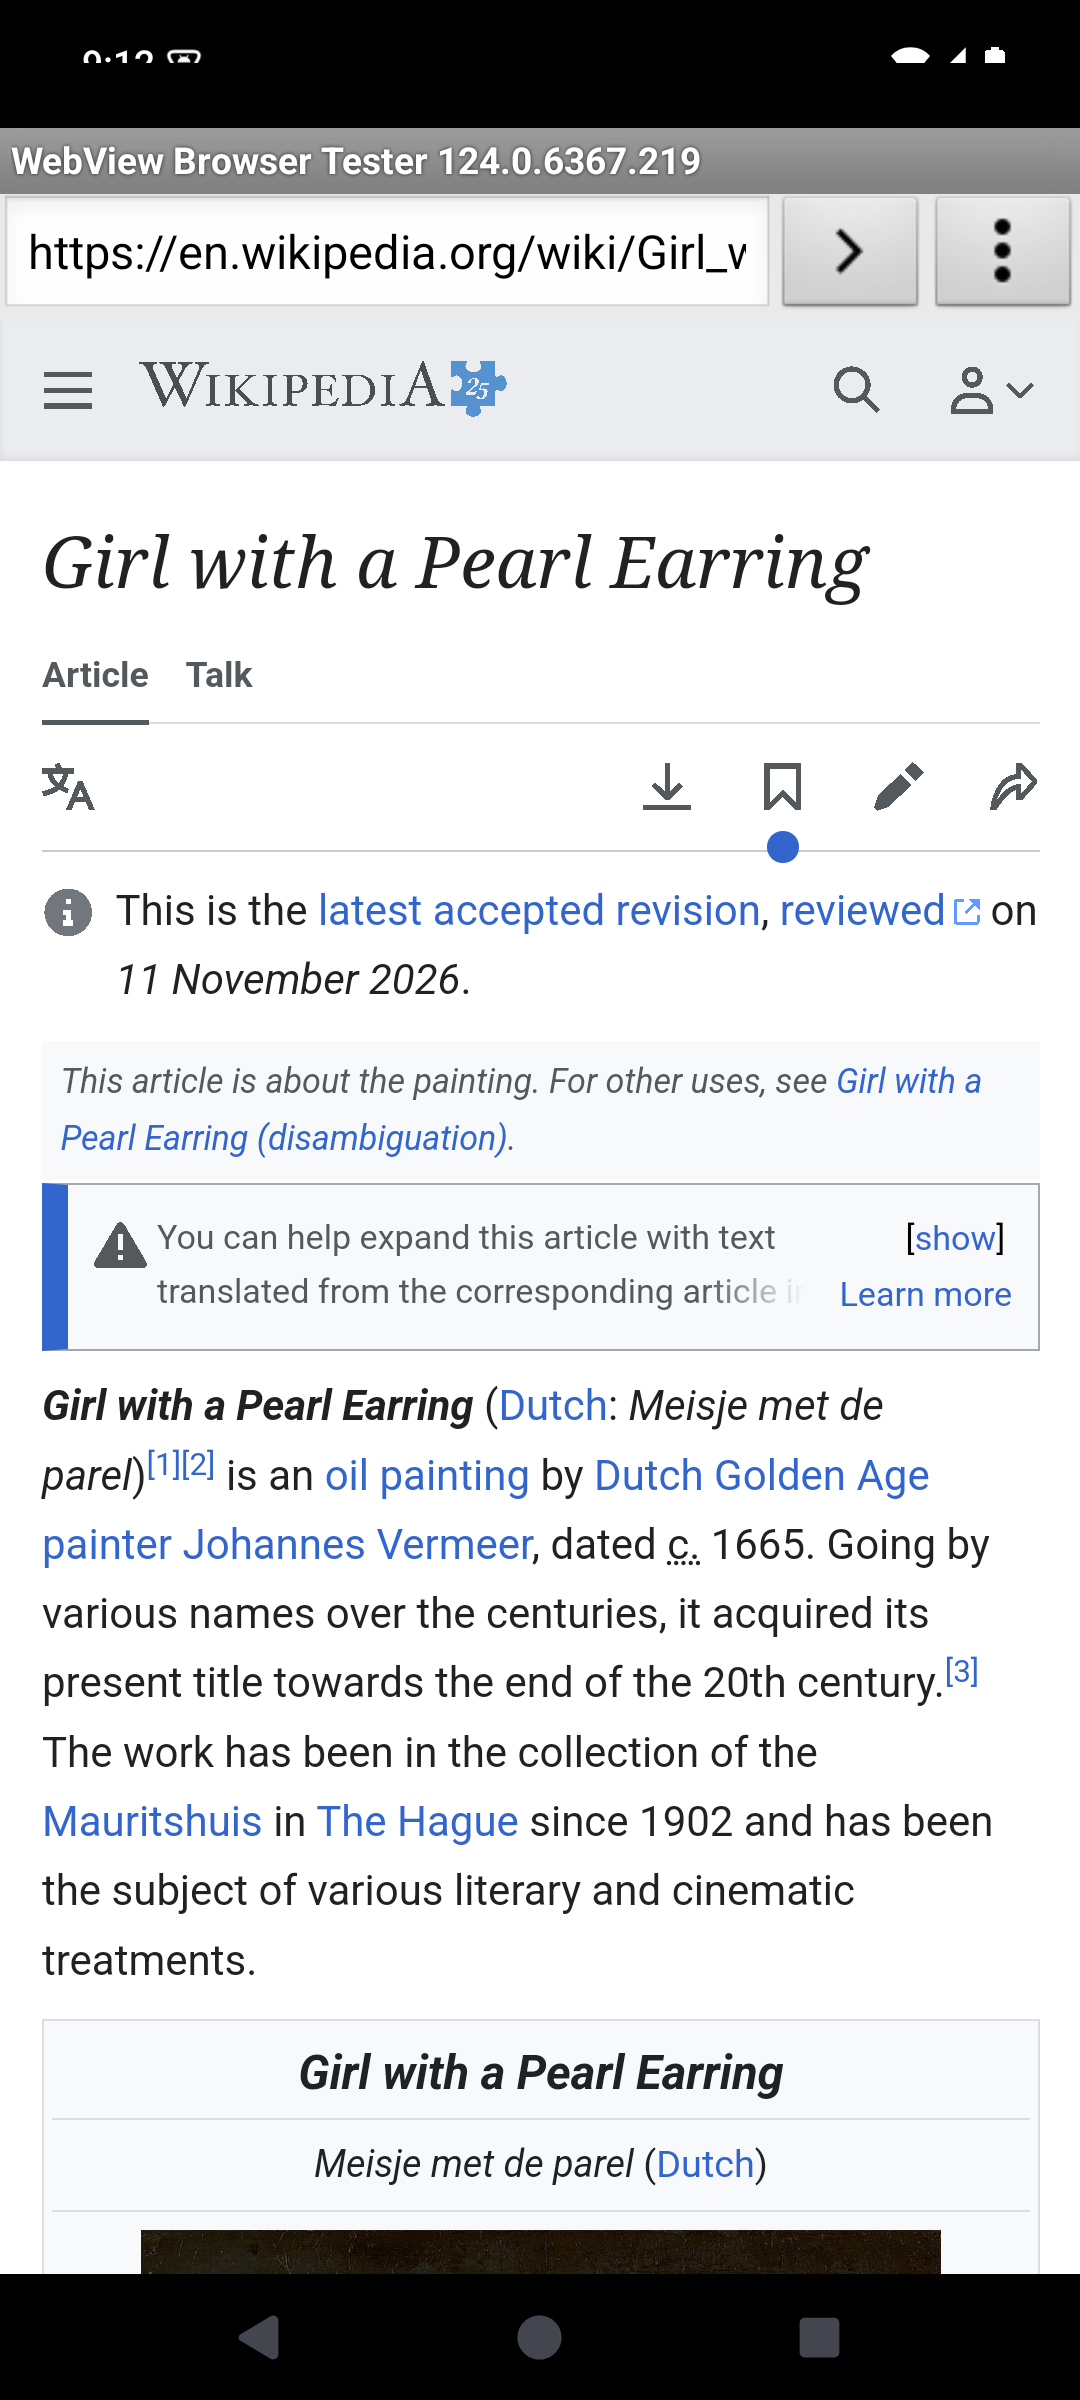 9:12
WebView Browser Tester 124.0.6367.219
https://en.wikipedia.org/wiki/Girl_w
WIKIPEDIA 25
Girl with a Pearl Earring
Article Talk
This is the latest accepted revision, reviewed on
11 November 2026.
This article is about the painting. For other uses, see Girl with a
Pearl Earring (disambiguation).
You can help expand this article with text [show]
translated from the corresponding article in Learn more
Girl with a Pearl Earring (Dutch: Meisje met de
parel)[1][2] is an oil painting by Dutch Golden Age
painter Johannes Vermeer, dated c. 1665. Going by
various names over the centuries, it acquired its
present title towards the end of the 20th century.[3]
The work has been in the collection of the
Mauritshuis in The Hague since 1902 and has been
the subject of various literary and cinematic
treatments.
Girl with a Pearl Earring
Meisje met de parel (Dutch)